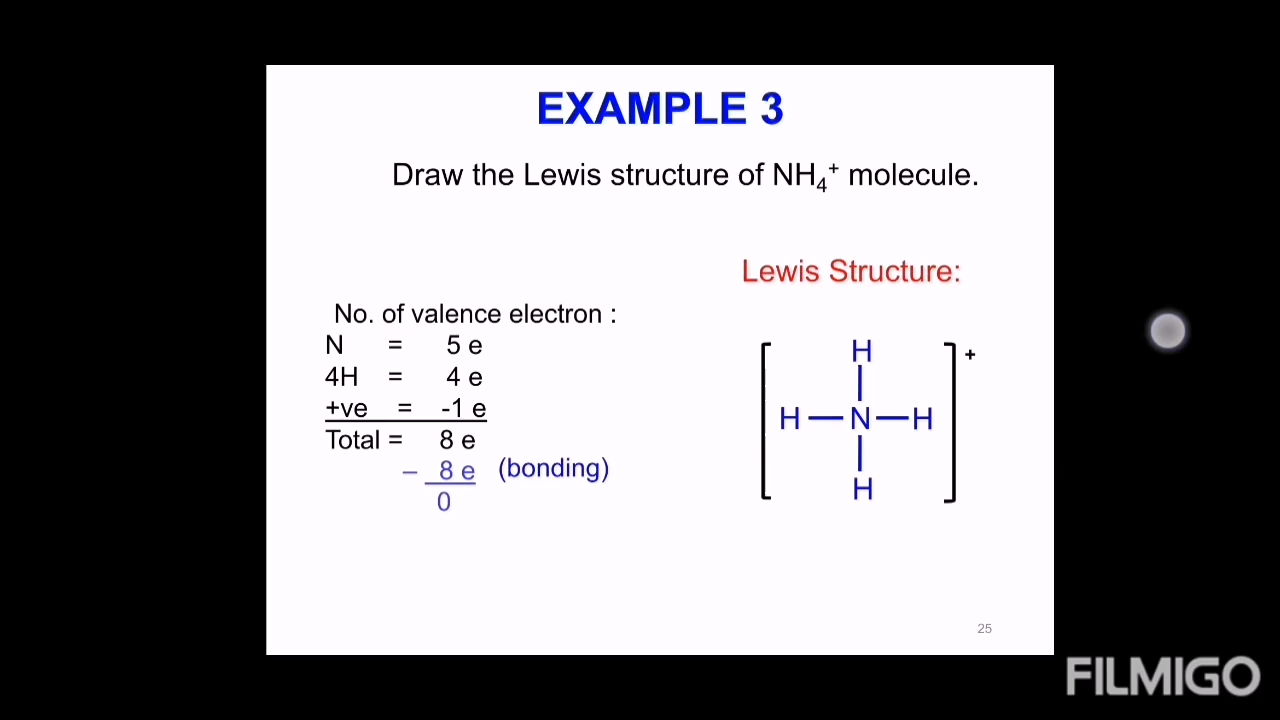 EXAMPLE 3
Draw the Lewis structure of NH₄⁺ molecule.
Lewis Structure:
No. of valence electron :
N = 5 e
4H = 4 e
+ve = -1 e
Total = 8 e
– 8 e (bonding)
0
H
+
H — N — H
H
25
FILMIGO